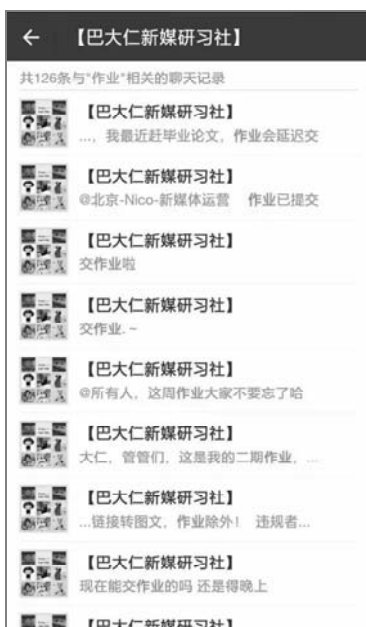 【巴大仁新媒研习社】
共126条与"作业"相关的聊天记录
【巴大仁新媒研习社】
...，我最近赶毕业论文，作业会延迟交
【巴大仁新媒研习社】
@北京-Nico-新媒体运营 作业已提交
【巴大仁新媒研习社】
交作业啦
【巴大仁新媒研习社】
交作业. ~
【巴大仁新媒研习社】
@所有人，这周作业大家不要忘了哈
【巴大仁新媒研习社】
大仁，管管们，这是我的二期作业，...
【巴大仁新媒研习社】
...链接转图文，作业除外！ 违规者...
【巴大仁新媒研习社】
现在能交作业的吗 还是得晚上
【巴大仁新媒研习社】